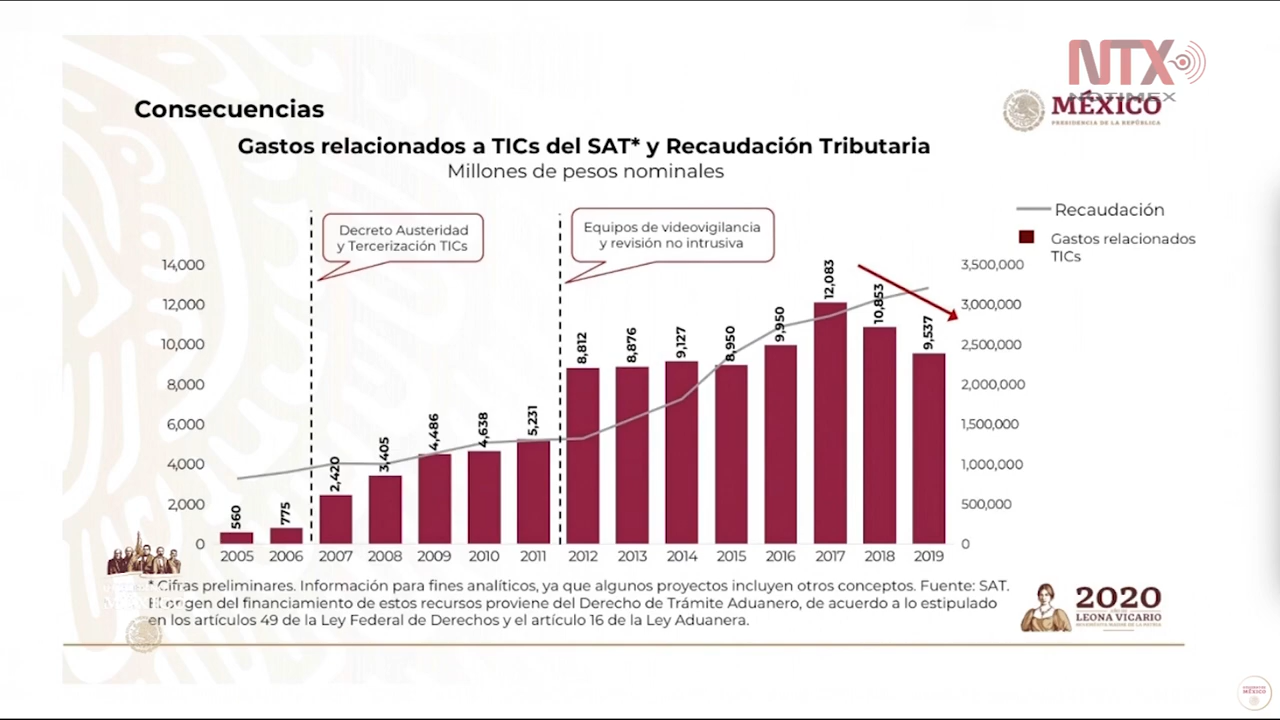 NTX
NOTIMEX
MÉXICO
PRESIDENCIA DE LA REPÚBLICA
Consecuencias
Gastos relacionados a TICs del SAT* y Recaudación Tributaria
Millones de pesos nominales
Decreto Austeridad
y Tercerización TICs
Equipos de videovigilancia
y revisión no intrusiva
Recaudación
Gastos relacionados
TICs
14,000
12,000
10,000
8,000
6,000
4,000
2,000
0
560
775
2,420
3,405
4,486
4,638
5,231
8,812
8,876
9,127
8,950
9,950
12,083
10,853
9,537
3,500,000
3,000,000
2,500,000
2,000,000
1,500,000
1,000,000
500,000
0
2005 2006 2007 2008 2009 2010 2011 2012 2013 2014 2015 2016 2017 2018 2019
* Cifras preliminares. Información para fines analíticos, ya que algunos proyectos incluyen otros conceptos. Fuente: SAT.
El origen del financiamiento de estos recursos proviene del Derecho de Trámite Aduanero, de acuerdo a lo estipulado
en los artículos 49 de la Ley Federal de Derechos y el artículo 16 de la Ley Aduanera.
2020
LEONA VICARIO
BENEMÉRITA MADRE DE LA PATRIA
MÉXICO